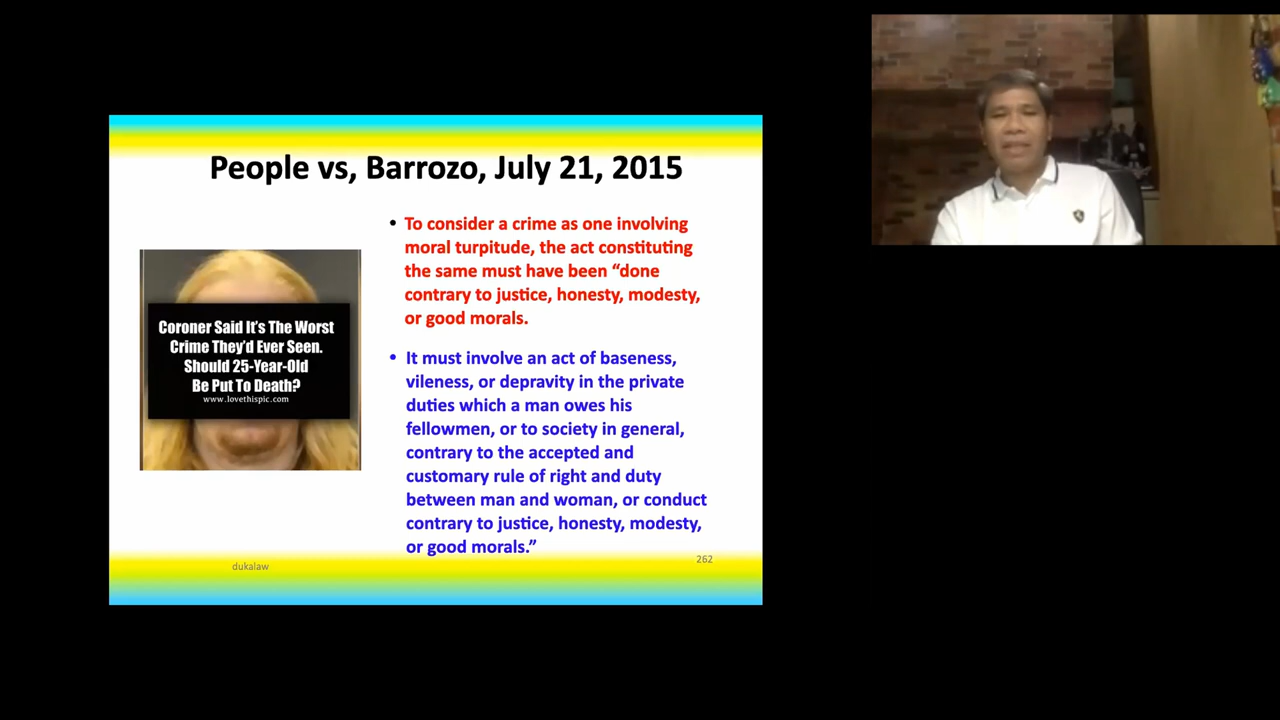 People vs, Barrozo, July 21, 2015
Coroner Said It's The Worst
Crime They'd Ever Seen.
Should 25-Year-Old
Be Put To Death?
www.lovethispic.com
• To consider a crime as one involving
moral turpitude, the act constituting
the same must have been “done
contrary to justice, honesty, modesty,
or good morals.
• It must involve an act of baseness,
vileness, or depravity in the private
duties which a man owes his
fellowmen, or to society in general,
contrary to the accepted and
customary rule of right and duty
between man and woman, or conduct
contrary to justice, honesty, modesty,
or good morals.”
dukalaw
262